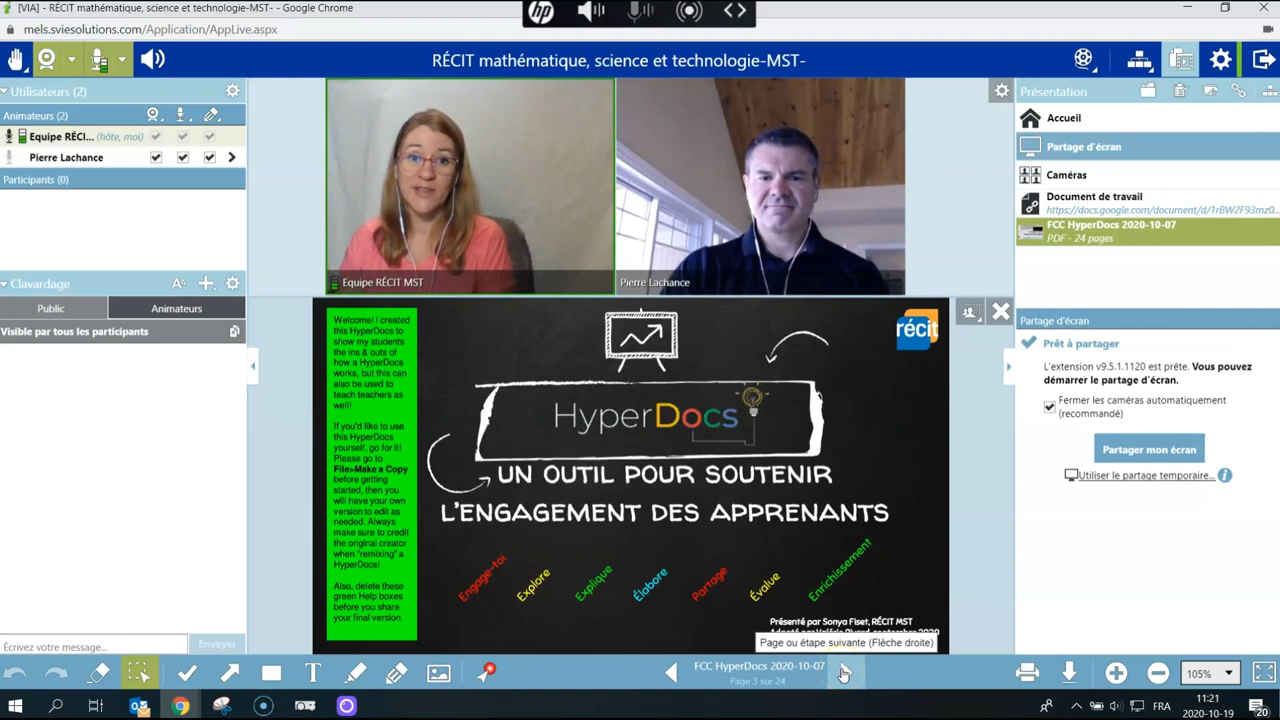 [VIA] - RÉCIT mathématique, science et technologie-MST- - Google Chrome
hp
mels.sviesolutions.com/Application/AppLive.aspx
RÉCIT mathématique, science et technologie-MST-
Utilisateurs (2)
Animateurs (2)
Equipe RÉCI... (hôte, moi)
Pierre Lachance
Participants (0)
Clavardage
Public
Animateurs
Visible par tous les participants
Écrivez votre message...
Envoyer
Equipe RÉCIT MST
Pierre Lachance
Welcome! I created
this HyperDocs to
show my students
the ins & outs of
how a HyperDocs
works, but this can
also be used to
teach teachers as
well!
If you'd like to use
this HyperDocs
yourself, go for it!
Please go to
File>Make a Copy
before getting
started, then you
will have your own
version to edit as
needed. Always
make sure to credit
the original creator
when "remixing" a
HyperDocs!
Also, delete these
green Help boxes
before you share
your final version.
récit
HyperDocs
UN OUTIL POUR SOUTENIR
L'ENGAGEMENT DES APPRENANTS
Engage-toi
Explore
Explique
Élabore
Partage
Évalue
Enrichissement
Présenté par Sonya Fiset, RÉCIT MST
Page ou étape suivante (Flèche droite)
FCC HyperDocs 2020-10-07
Page 3 sur 24
Présentation
Accueil
Partage d'écran
Caméras
Document de travail
https://docs.google.com/document/d/1rBW2F93mz0...
FCC HyperDocs 2020-10-07
PDF - 24 pages
Partage d'écran
Prêt à partager
L'extension v9.5.1.1120 est prête. Vous pouvez
démarrer le partage d'écran.
Fermer les caméras automatiquement
(recommandé)
Partager mon écran
Utiliser le partage temporaire...
105%
FRA
11:21
2020-10-19
20